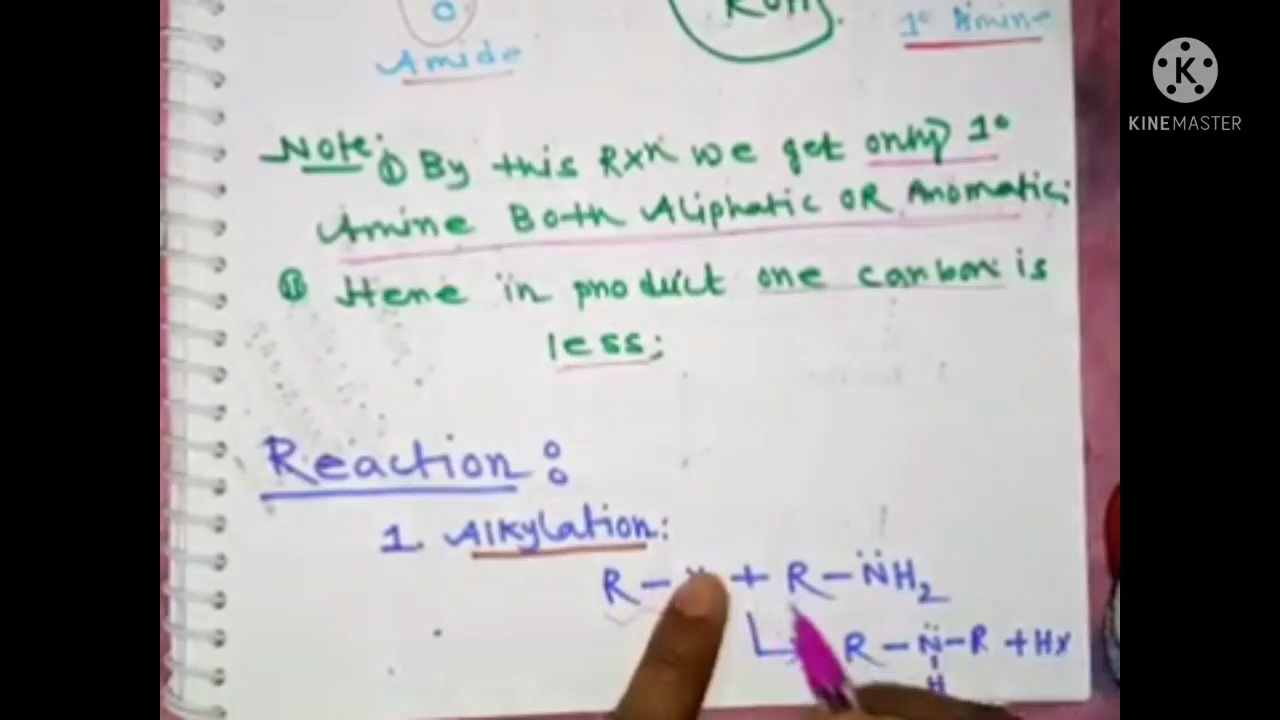 Amide
1° Amine
Note: ① By this Rxn we get only 1°
Amine Both Aliphatic OR Aromatic;
② Here in product one carbon is
less;
Reaction:
1. Alkylation:
R – + R – N̈H₂
R – N̈ – R + HX
H
K
KINEMASTER